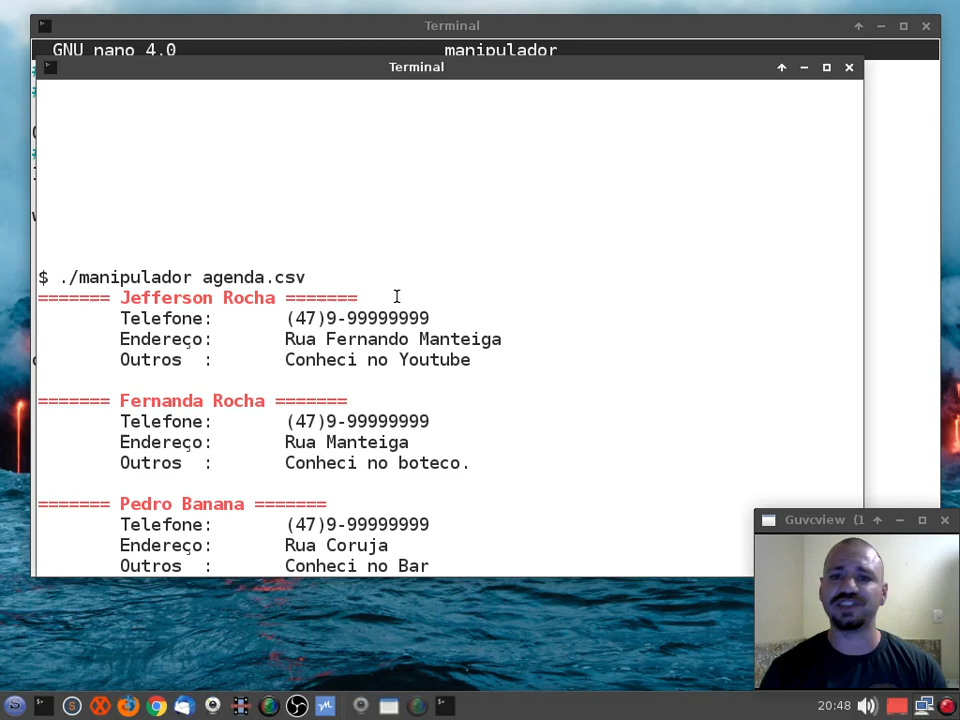 Terminal
GNU nano 4.0 manipulador
Terminal
$ ./manipulador agenda.csv
======= Jefferson Rocha =======
Telefone: (47)9-99999999
Endereço: Rua Fernando Manteiga
Outros : Conheci no Youtube
======= Fernanda Rocha =======
Telefone: (47)9-99999999
Endereço: Rua Manteiga
Outros : Conheci no boteco.
======= Pedro Banana =======
Telefone: (47)9-99999999
Endereço: Rua Coruja
Outros : Conheci no Bar
Guvcview (1
20:48